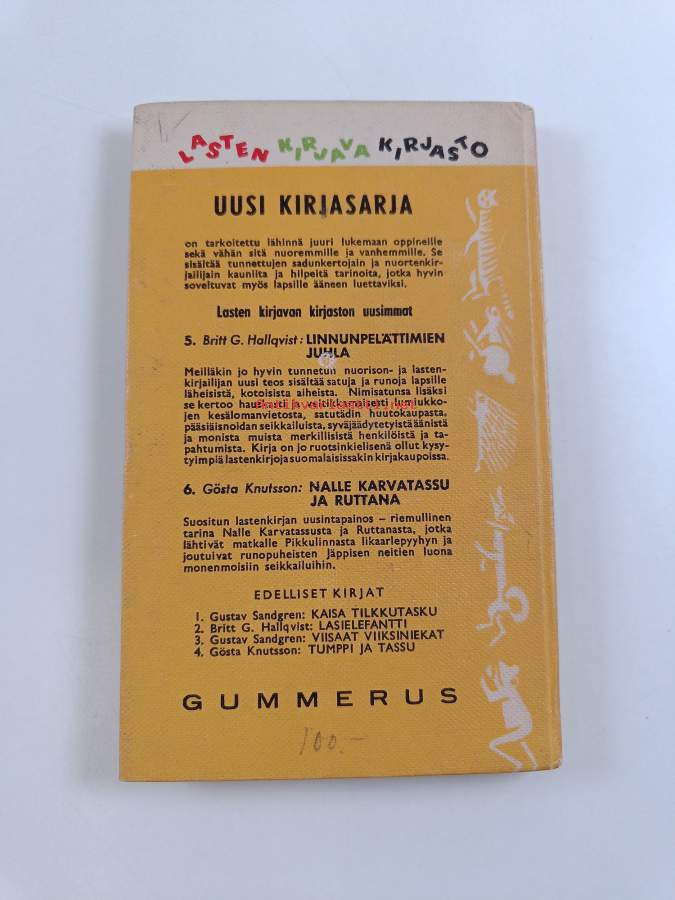 LASTEN KIRJAVA KIRJASTO
UUSI KIRJASARJA
on tarkoitettu lähinnä juuri lukemaan oppineille
sekä vähän sitä nuoremmille ja vanhemmille. Se
sisältää tunnettujen sadunkertojain ja nuortenkir-
jailijain kauniita ja hilpeitä tarinoita, jotka hyvin
soveltuvat myös lapsille ääneen luettaviksi.
Lasten kirjavan kirjaston uusimmat
5. Britt G. Hallqvist: LINNUNPELÄTTIMIEN
JUHLA
Meilläkin jo hyvin tunnetun nuorison- ja lasten-
kirjailijan uusi teos sisältää satuja ja runoja lapsille
läheisistä, kotoisista aiheista. Nimisatunsa lisäksi
se kertoo hauskasti ja vaitikkaasti lumiukko-
jen kesälomanvietosta, satutädin huutokaupasta,
pääsiäisnoidan seikkailuista, syväjäädytetyistä äänistä
ja monista muista merkillisistä henkilöistä ja ta-
pahtumista. Kirja on jo ruotsinkielisenä ollut kysy-
tyimpiä lastenkirjoja suomalaisissakin kirjakaupoissa.
6. Gösta Knutsson: NALLE KARVATASSU
JA RUTTANA
Suositun lastenkirjan uusintapainos – riemullinen
tarina Nalle Karvatassusta ja Ruttanasta, jotka
lähtivät matkalle Pikkulinnasta Iikaarlepyyhyn ja
joutuivat runopuheisten Jäppisen neitien luona
monenmoisiin seikkailuihin.
EDELLISET KIRJAT
1. Gustav Sandgren: KAISA TILKKUTASKU
2. Britt G. Hallqvist: LASIELEFANTTI
3. Gustav Sandgren: VIISAAT VIIKSINIEKAT
4. Gösta Knutsson: TUMPPI JA TASSU
GUMMERUS
100.-